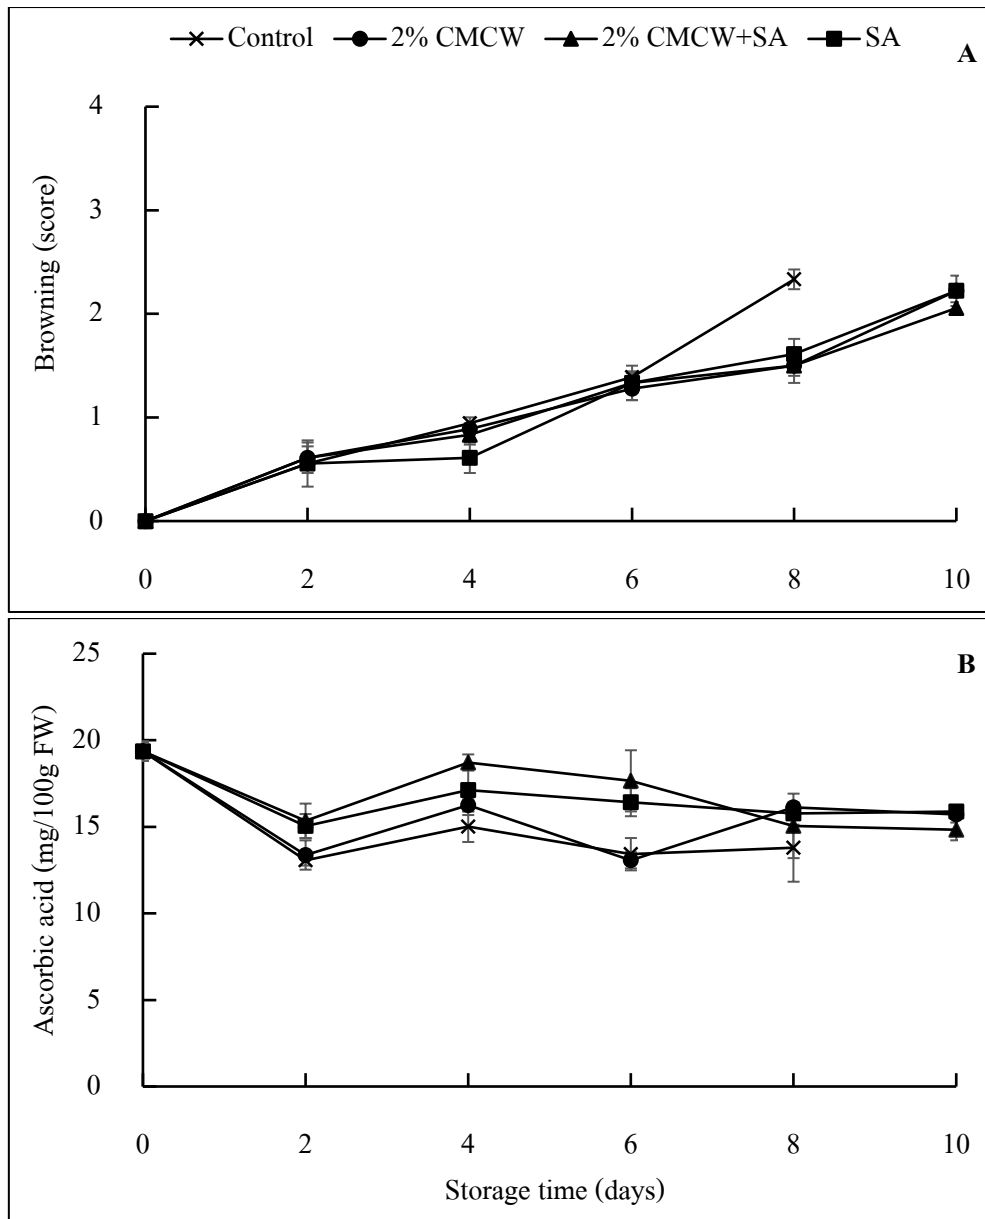 Control 2% CMCW 2% CMCW+SA SA
A
4
3
2
1
0
Browning (score)
0 2 4 6 8 10
B
25
20
15
10
5
0
Ascorbic acid (mg/100g FW)
0 2 4 6 8 10
Storage time (days)